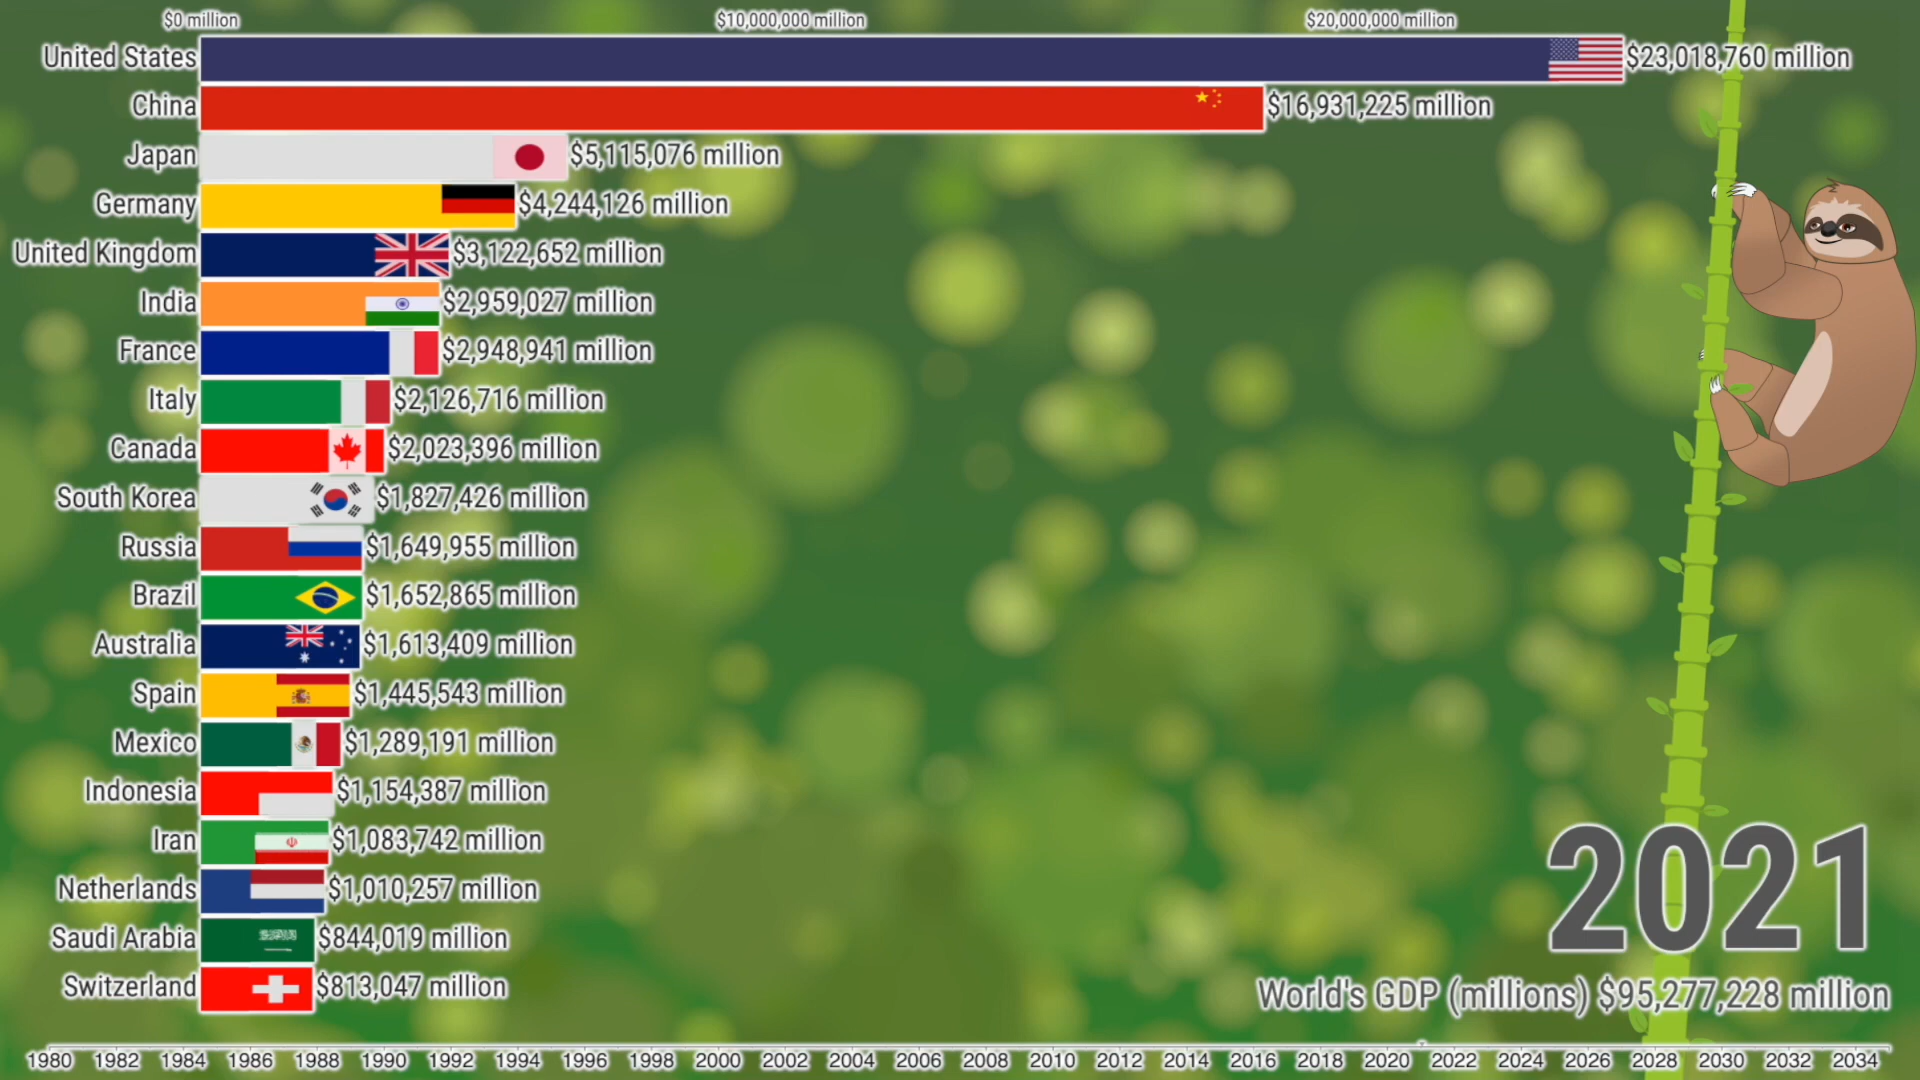 $0 million $10,000,000 million $20,000,000 million
United States $23,018,760 million
China $16,931,225 million
Japan $5,115,076 million
Germany $4,244,126 million
United Kingdom $3,122,652 million
India $2,959,027 million
France $2,948,941 million
Italy $2,126,716 million
Canada $2,023,396 million
South Korea $1,827,426 million
Russia $1,649,955 million
Brazil $1,652,865 million
Australia $1,613,409 million
Spain $1,445,543 million
Mexico $1,289,191 million
Indonesia $1,154,387 million
Iran $1,083,742 million
Netherlands $1,010,257 million
Saudi Arabia $844,019 million
Switzerland $813,047 million
2021
World's GDP (millions) $95,277,228 million
1980 1982 1984 1986 1988 1990 1992 1994 1996 1998 2000 2002 2004 2006 2008 2010 2012 2014 2016 2018 2020 2022 2024 2026 2028 2030 2032 2034